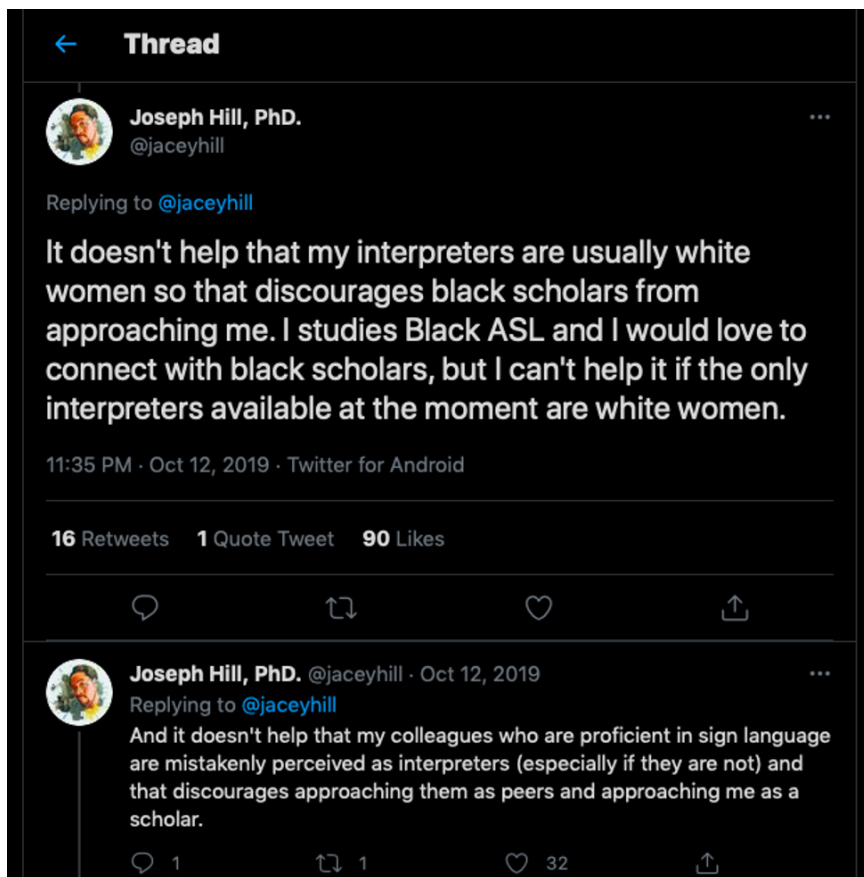 Thread
Joseph Hill, PhD.
@jaceyhill
Replying to @jaceyhill
It doesn't help that my interpreters are usually white
women so that discourages black scholars from
approaching me. I studies Black ASL and I would love to
connect with black scholars, but I can't help it if the only
interpreters available at the moment are white women.
11:35 PM · Oct 12, 2019 · Twitter for Android
16 Retweets 1 Quote Tweet 90 Likes
Joseph Hill, PhD. @jaceyhill · Oct 12, 2019
Replying to @jaceyhill
And it doesn't help that my colleagues who are proficient in sign language
are mistakenly perceived as interpreters (especially if they are not) and
that discourages approaching them as peers and approaching me as a
scholar.
1 1 32